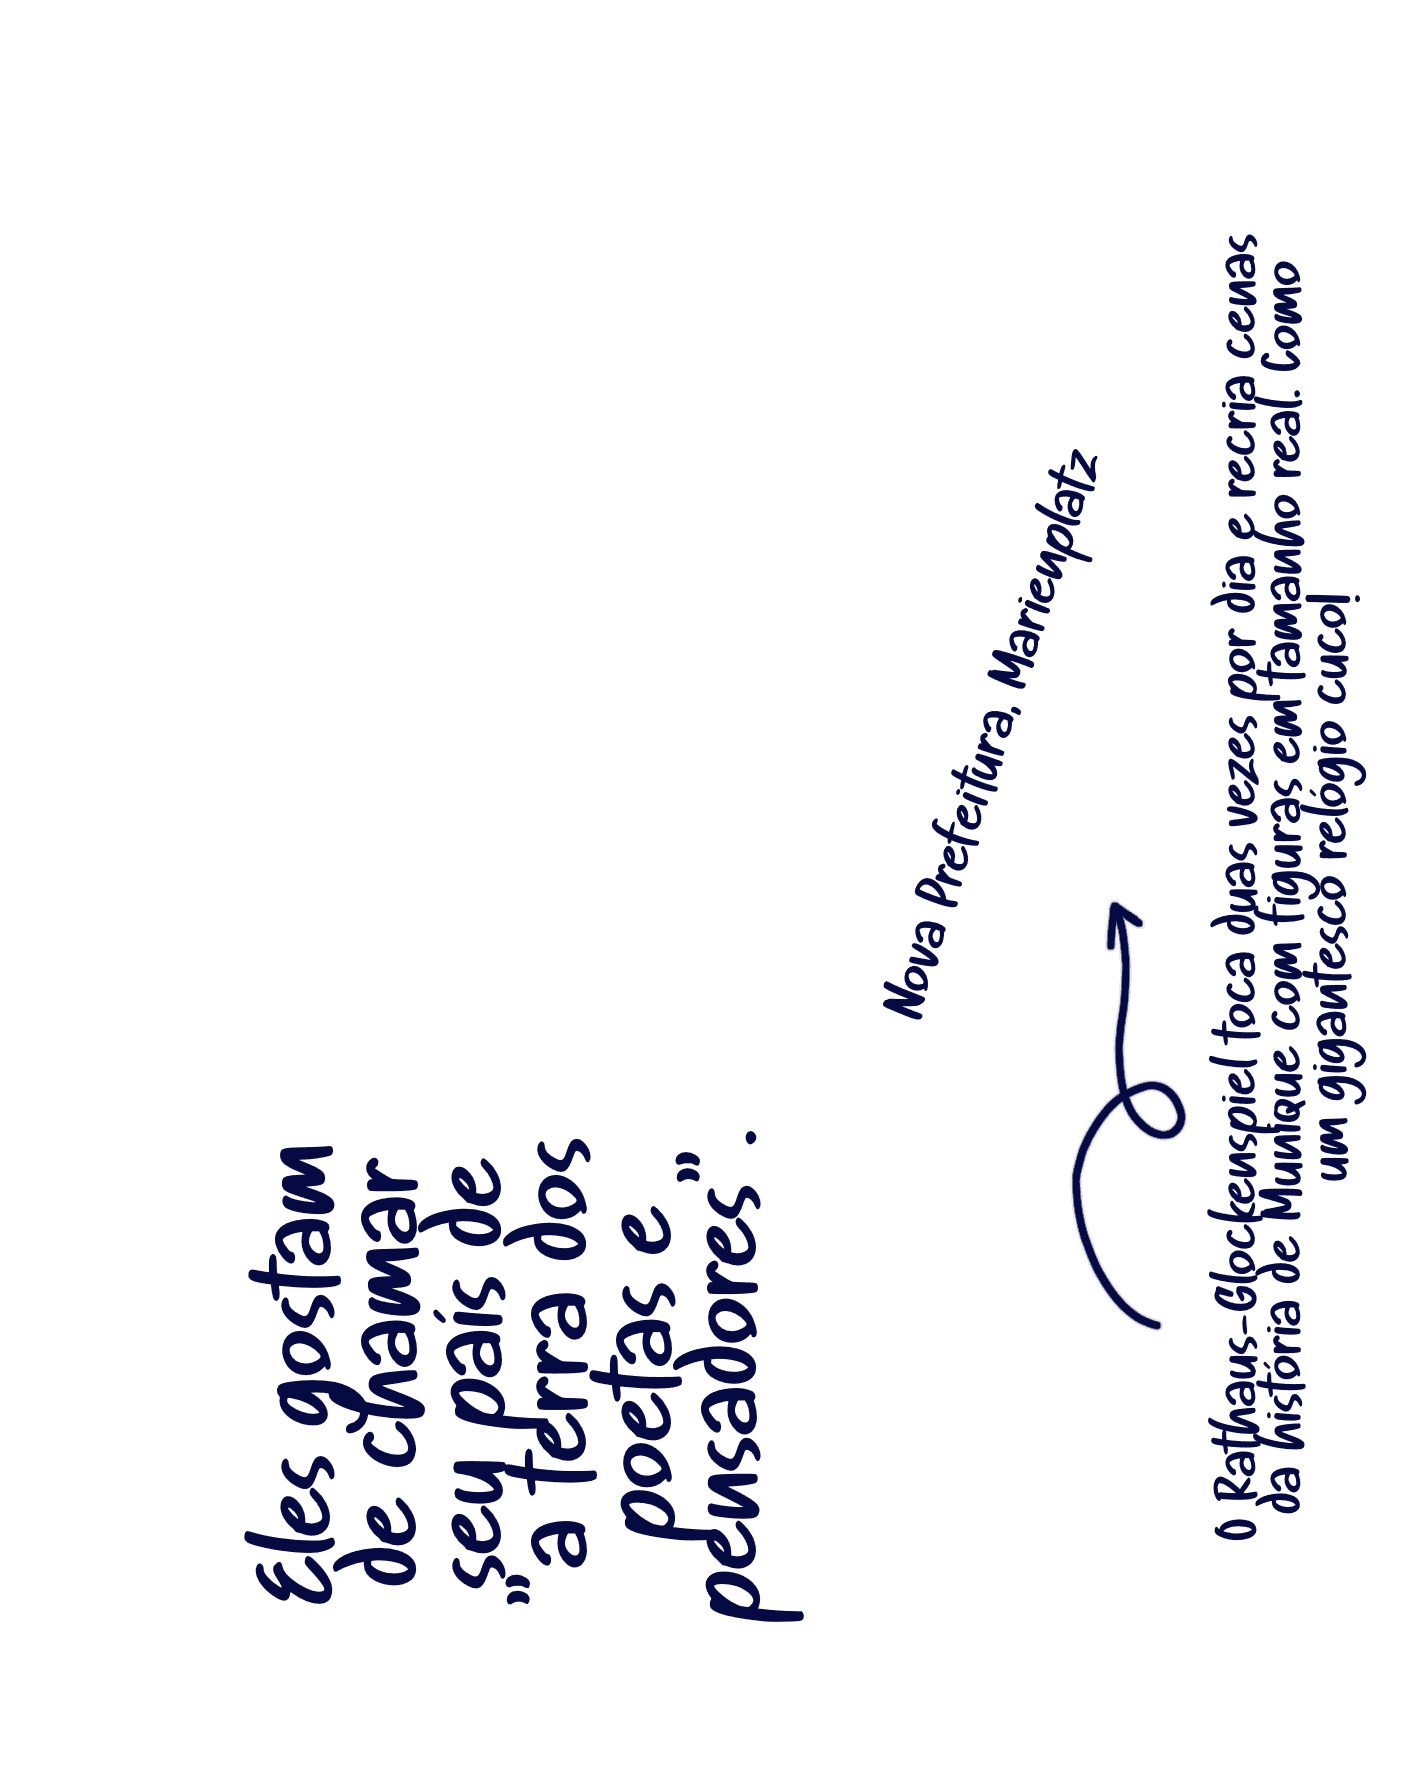 Eles gostam
de chamar
seu país de
"a terra dos
poetas e
pensadores".
Nova Prefeitura, Marienplatz
O Rathaus-Glockenspiel toca duas vezes por dia e recria cenas
da história de Munique com figuras em tamanho real. Como
um gigantesco relógio cuco!